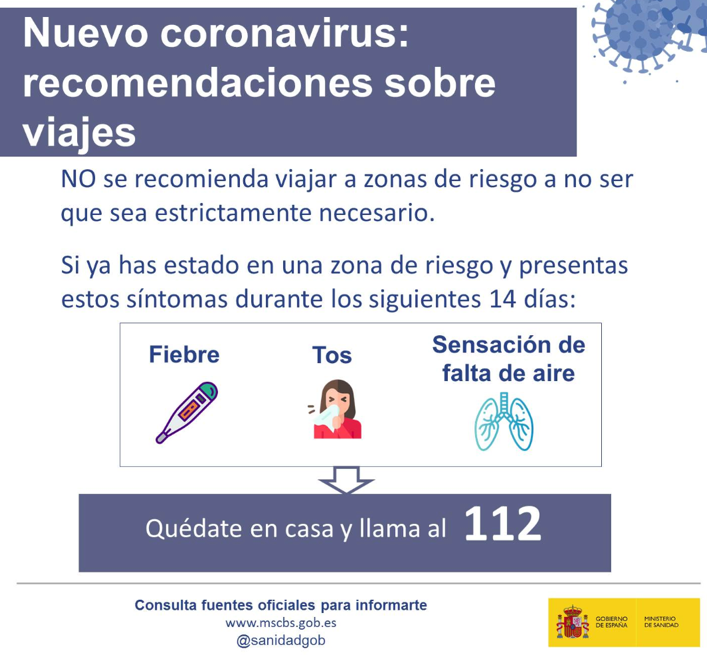 Nuevo coronavirus:
recomendaciones sobre
viajes
NO se recomienda viajar a zonas de riesgo a no ser
que sea estrictamente necesario.
Si ya has estado en una zona de riesgo y presentas
estos síntomas durante los siguientes 14 días:
Fiebre
Tos
Sensación de
falta de aire
Quédate en casa y llama al 112
Consulta fuentes oficiales para informarte
www.mscbs.gob.es
@sanidadgob
GOBIERNO
DE ESPAÑA
MINISTERIO
DE SANIDAD